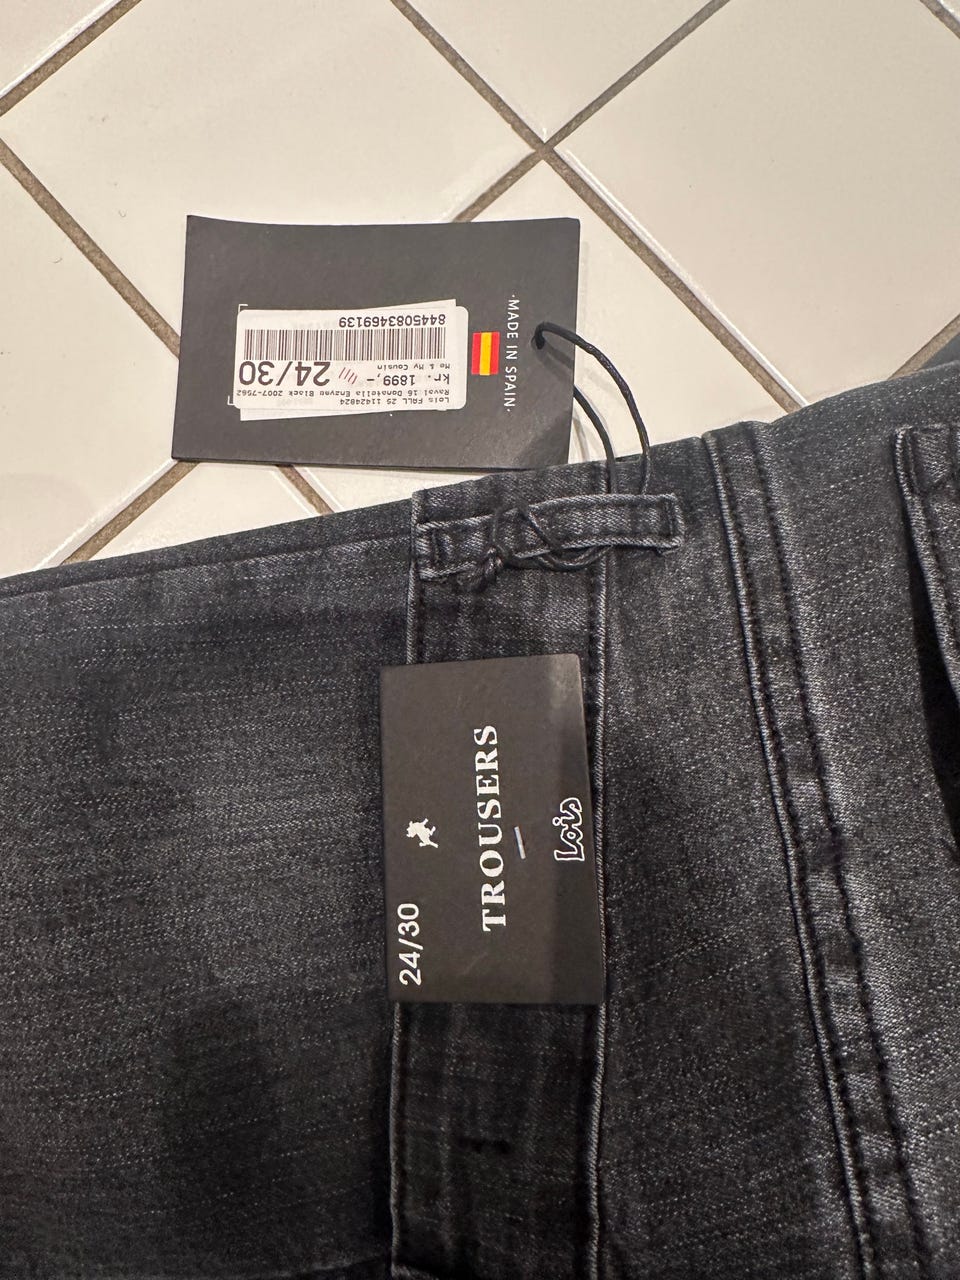 Lois FALL 25 11424824
Raval 16 Donatella Enzymu Black 2007-7562
kr. 1899,-
Me & My Cousin
24/30
8445083469139
·MADE IN SPAIN·
24/30
TROUSERS
Lois